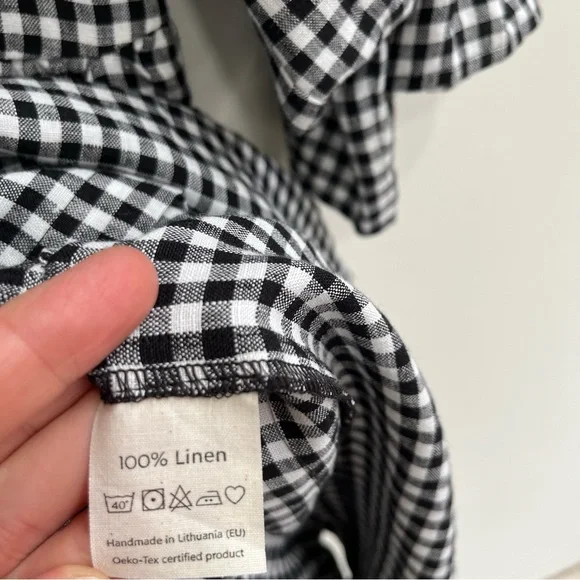 100% Linen
40°
Handmade in Lithuania (EU)
Oeko-Tex certified product